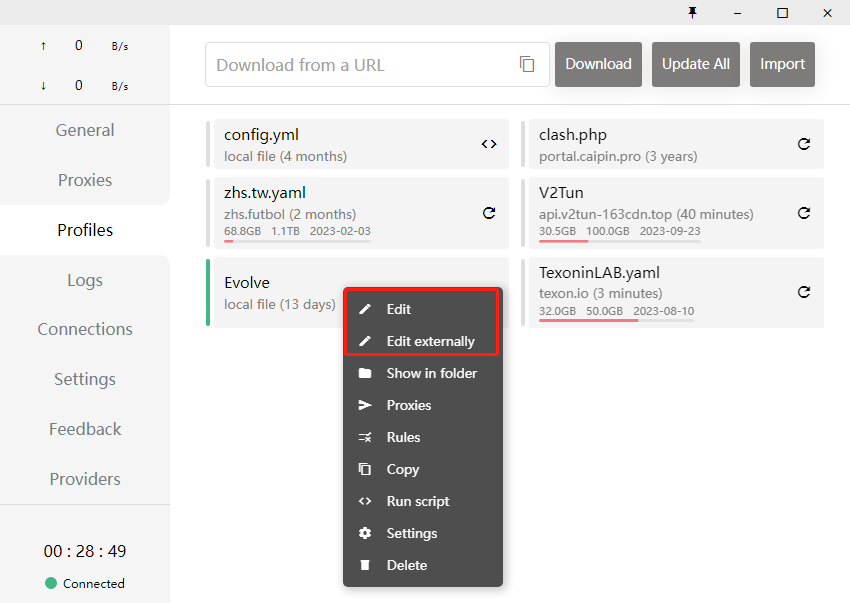 ↑ 0 B/s
↓ 0 B/s
General
Proxies
Profiles
Logs
Connections
Settings
Feedback
Providers
00 : 28 : 49
Connected
Download from a URL
Download
Update All
Import
config.yml
local file (4 months)
clash.php
portal.caipin.pro (3 years)
zhs.tw.yaml
zhs.futbol (2 months)
68.8GB 1.1TB 2023-02-03
V2Tun
api.v2tun-163cdn.top (40 minutes)
30.5GB 100.0GB 2023-09-23
Evolve
local file (13 days)
TexoninLAB.yaml
texon.io (3 minutes)
32.0GB 50.0GB 2023-08-10
Edit
Edit externally
Show in folder
Proxies
Rules
Copy
Run script
Settings
Delete